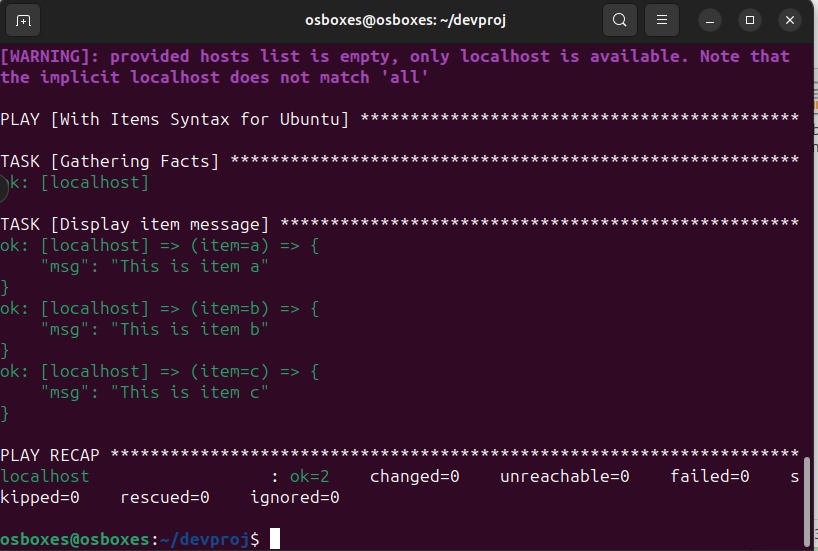 osboxes@osboxes: ~/devproj
[WARNING]: provided hosts list is empty, only localhost is available. Note that
the implicit localhost does not match 'all'
PLAY [With Items Syntax for Ubuntu] ********************************************
TASK [Gathering Facts] *********************************************************
ok: [localhost]
TASK [Display item message] ****************************************************
ok: [localhost] => (item=a) => {
    "msg": "This is item a"
}
ok: [localhost] => (item=b) => {
    "msg": "This is item b"
}
ok: [localhost] => (item=c) => {
    "msg": "This is item c"
}
PLAY RECAP *********************************************************************
localhost                  : ok=2    changed=0    unreachable=0    failed=0    s
kipped=0    rescued=0    ignored=0
osboxes@osboxes:~/devproj$